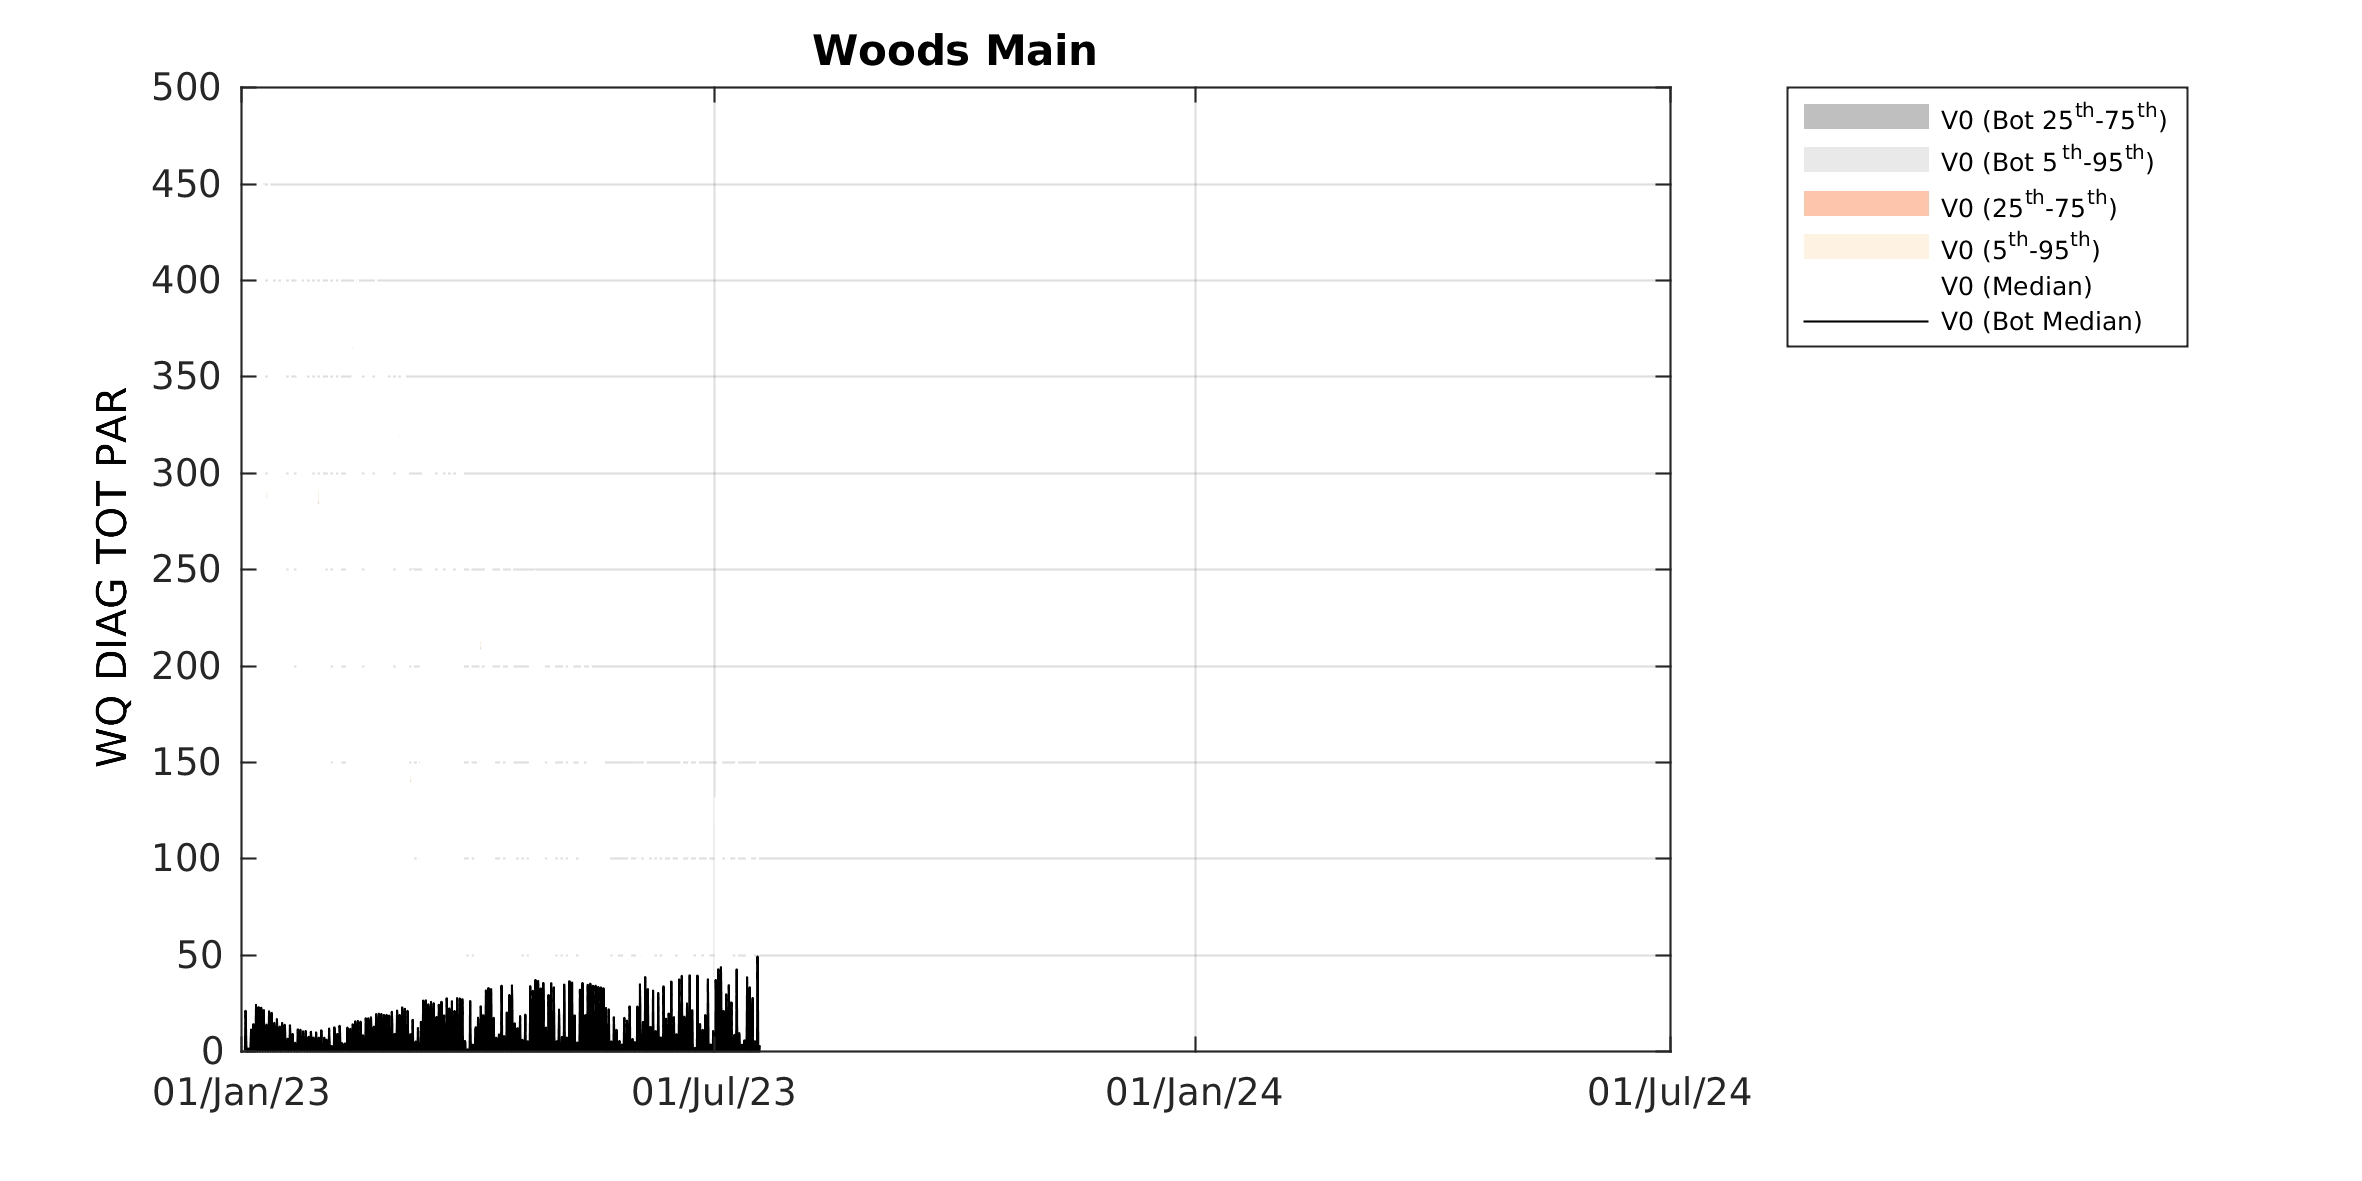 Woods Main
500
450
400
350
300
250
200
150
100
50
0
WQ DIAG TOT PAR
01/Jan/23
01/Jul/23
01/Jan/24
01/Jul/24
V0 (Bot 25th-75th)
V0 (Bot 5th-95th)
V0 (25th-75th)
V0 (5th-95th)
V0 (Median)
V0 (Bot Median)